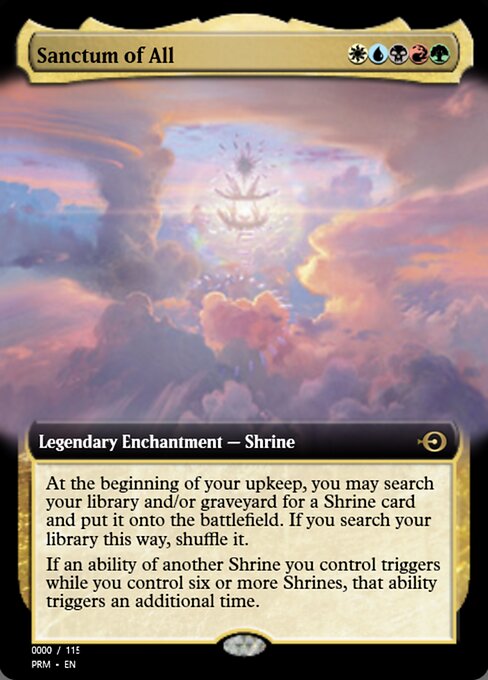 Sanctum of All
Legendary Enchantment — Shrine
At the beginning of your upkeep, you may search
your library and/or graveyard for a Shrine card
and put it onto the battlefield. If you search your
library this way, shuffle it.
If an ability of another Shrine you control triggers
while you control six or more Shrines, that ability
triggers an additional time.
0000 / 115
PRM • EN